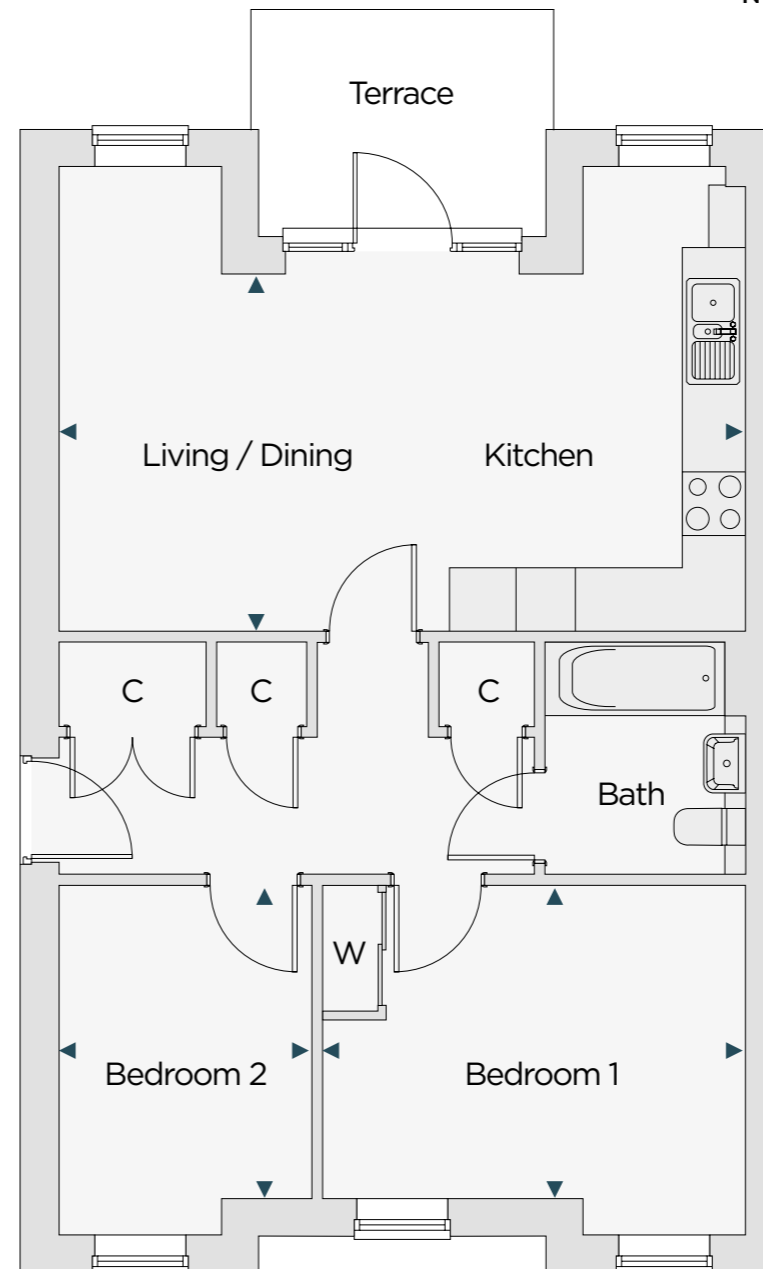 N
Terrace
Living / Dining
Kitchen
C
C
C
Bath
W
Bedroom 2
Bedroom 1